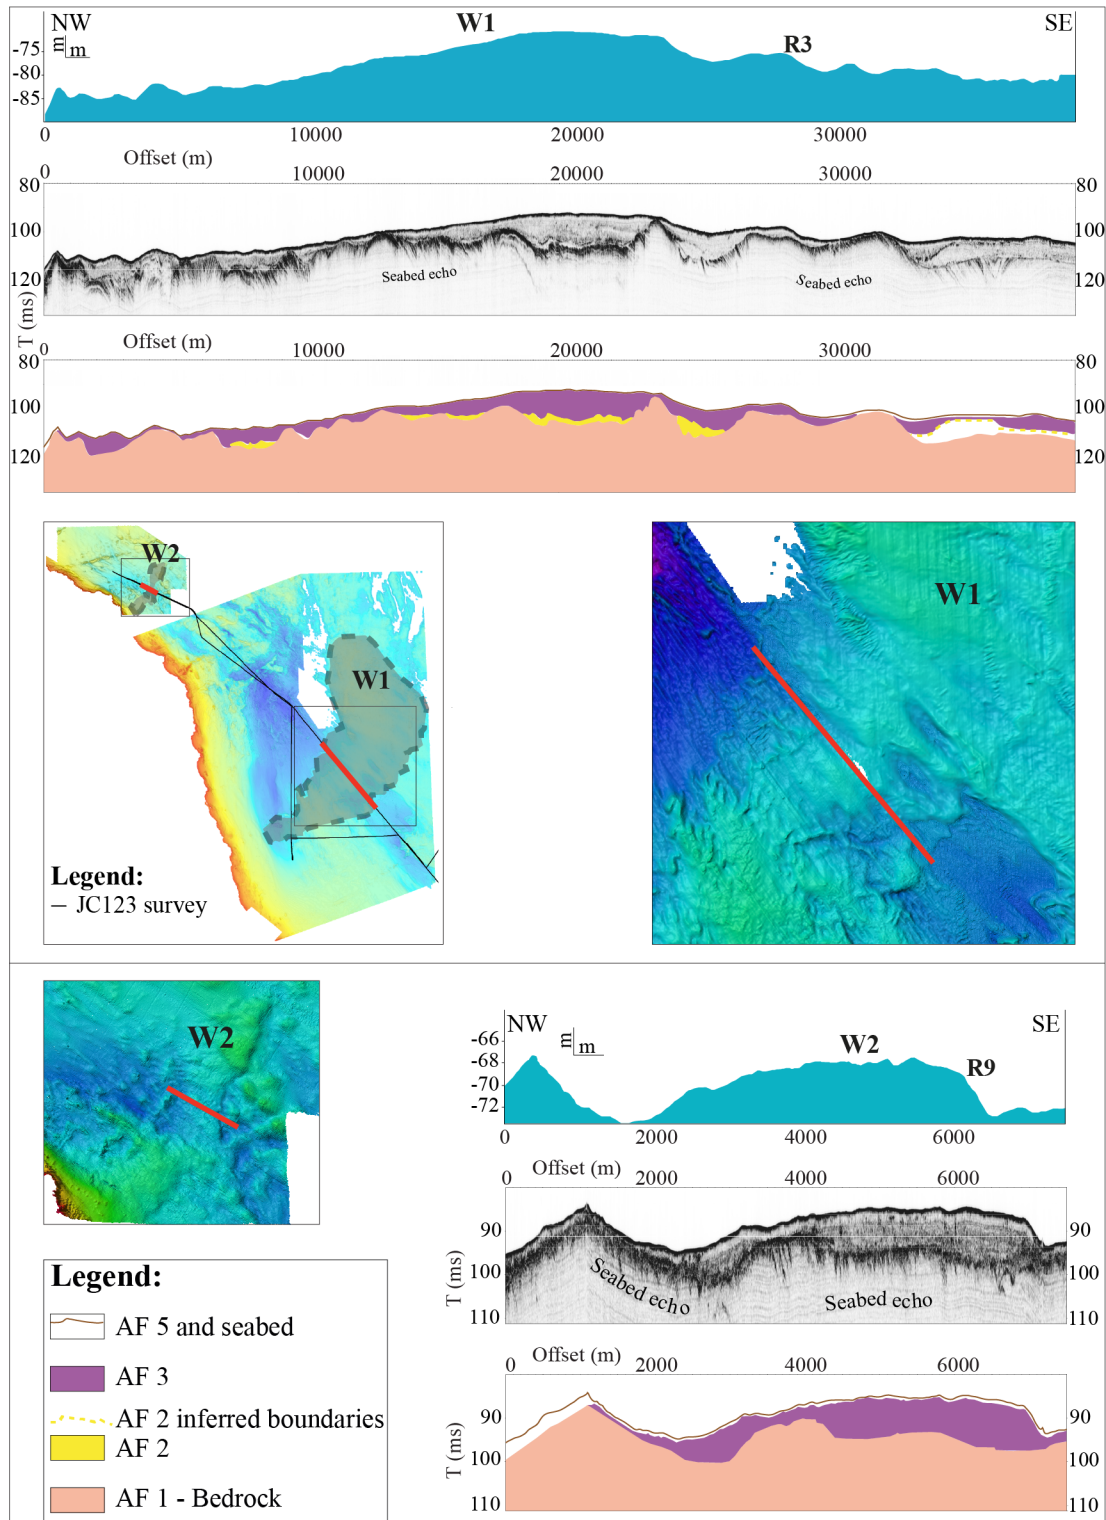 NW W1 SE
m
m
R3
-75
-80
-85
0 10000 20000 30000
Offset (m)
0 10000 20000 30000
80 80
100 100
120 120
Seabed echo
Seabed echo
T (ms)
Offset (m)
0 10000 20000 30000
80 80
100 100
120 120
W2
W1
Legend:
JC123 survey
W1
W2
NW SE
m
m
W2
R9
-66
-68
-70
-72
0 2000 4000 6000
Offset (m)
0 2000 4000 6000
90 90
100 100
110 110
T (ms)
Seabed echo
Seabed echo
Offset (m)
0 2000 4000 6000
90 90
100 100
110 110
T (ms)
Legend:
AF 5 and seabed
AF 3
AF 2 inferred boundaries
AF 2
AF 1 - Bedrock